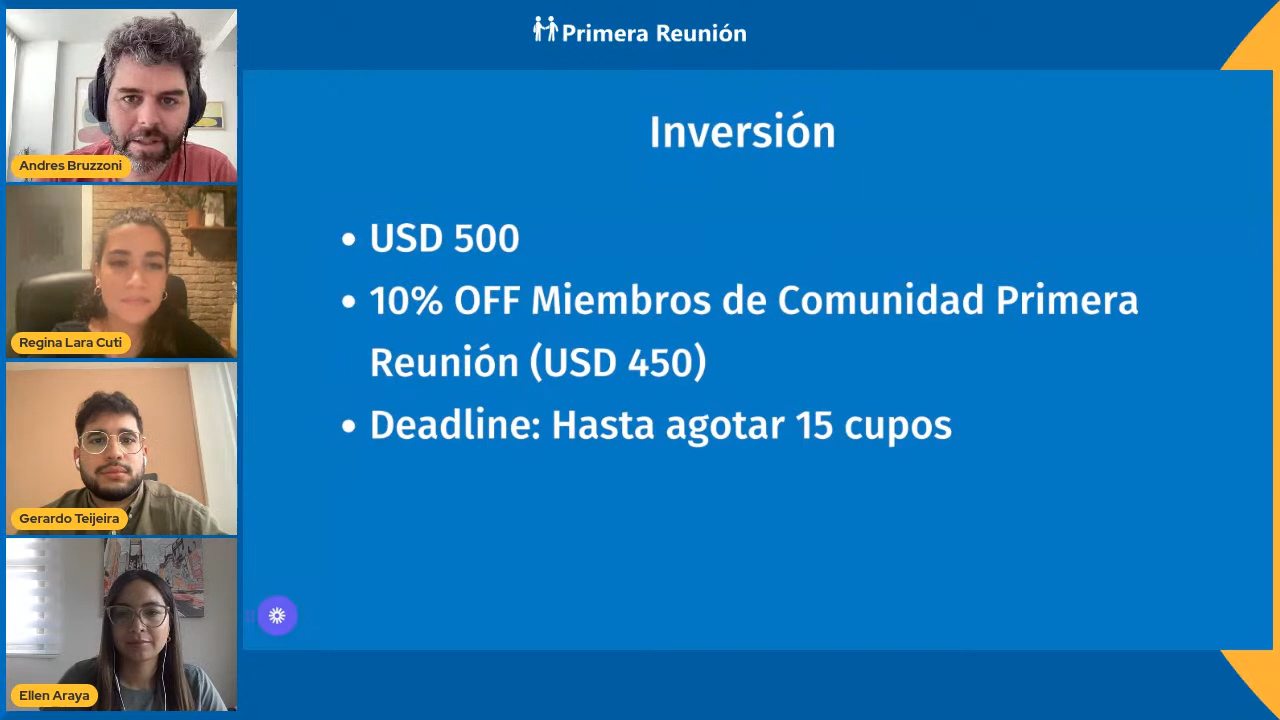 Primera Reunión
Andres Bruzzoni
Regina Lara Cuti
Gerardo Teijeira
Ellen Araya
Inversión
• USD 500
• 10% OFF Miembros de Comunidad Primera
Reunión (USD 450)
• Deadline: Hasta agotar 15 cupos